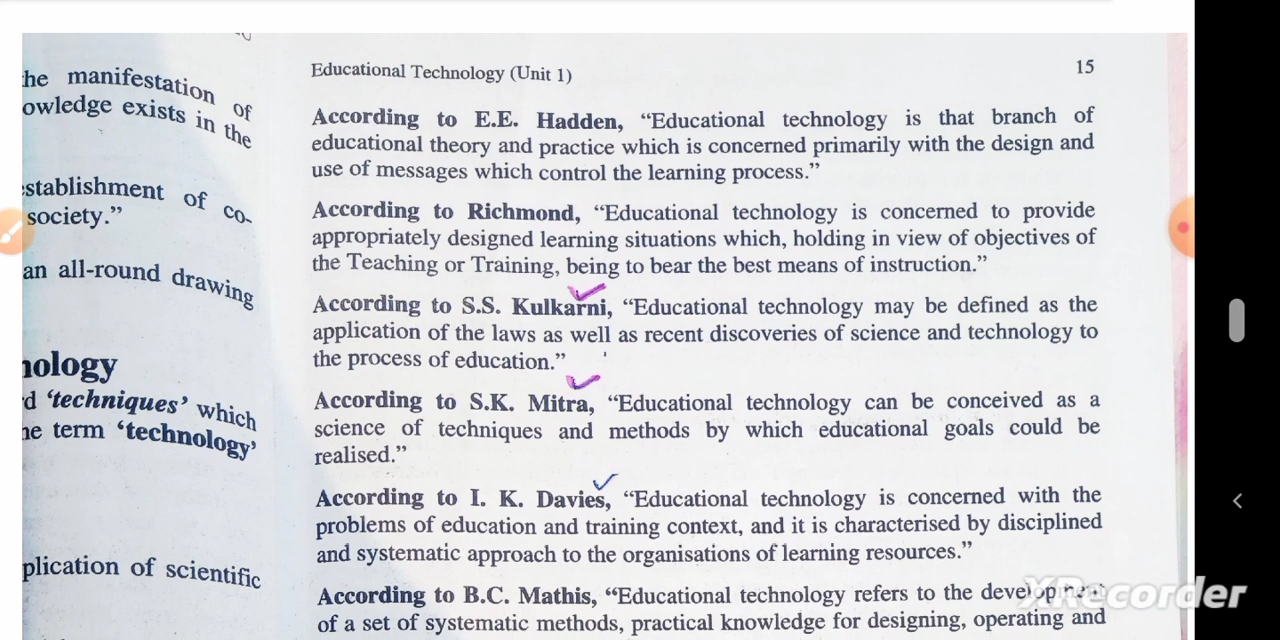 he manifestation of
owledge exists in the
stablishment of co-
society.”
an all-round drawing
nology
d ‘techniques’ which
he term ‘technology’
plication of scientific
Educational Technology (Unit 1)
15
According to E.E. Hadden, “Educational technology is that branch of
educational theory and practice which is concerned primarily with the design and
use of messages which control the learning process.”
According to Richmond, “Educational technology is concerned to provide
appropriately designed learning situations which, holding in view of objectives of
the Teaching or Training, being to bear the best means of instruction.”
According to S.S. Kulkarni, “Educational technology may be defined as the
application of the laws as well as recent discoveries of science and technology to
the process of education.”
According to S.K. Mitra, “Educational technology can be conceived as a
science of techniques and methods by which educational goals could be
realised.”
According to I. K. Davies, “Educational technology is concerned with the
problems of education and training context, and it is characterised by disciplined
and systematic approach to the organisations of learning resources.”
According to B.C. Mathis, “Educational technology refers to the development
of a set of systematic methods, practical knowledge for designing, operating and
XRecorder